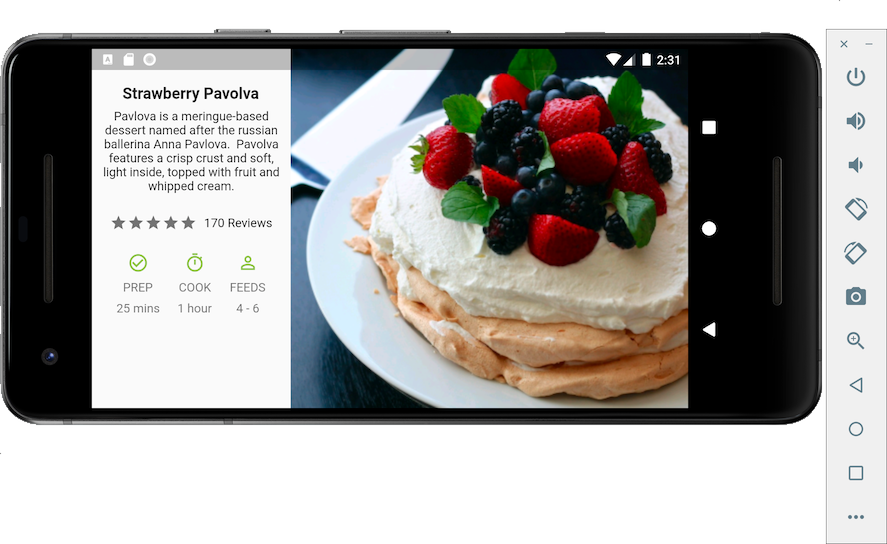 2:31
Strawberry Pavolva
Pavlova is a meringue-based
dessert named after the russian
ballerina Anna Pavlova.  Pavolva
features a crisp crust and soft,
light inside, topped with fruit and
whipped cream.
170 Reviews
PREP COOK FEEDS
25 mins 1 hour 4 - 6